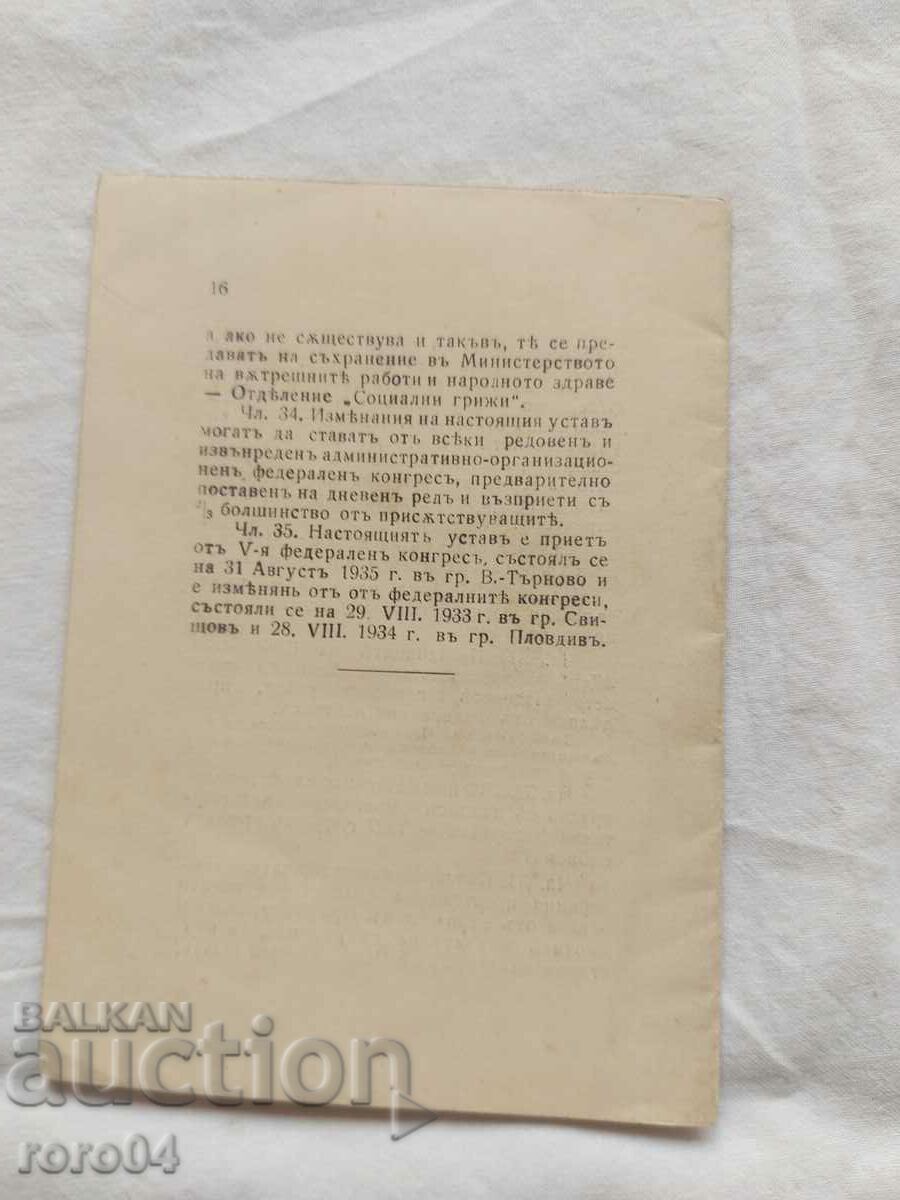 16
а ако не сѫществува и такъвъ, тѣ се пре-
даватъ на съхранение въ Министерството
на вѫтрешнитѣ работи и народното здраве
— Отдѣление „Социални грижи“.
Чл. 34. Измѣнания на настоящия уставъ
могатъ да ставатъ отъ всѣки редовенъ и
извънреденъ административно-организацио-
ненъ федераленъ конгресъ, предварително
поставенъ на дневенъ редъ и възприети съ
2/3 болшинство отъ присѫтствуващитѣ.
Чл. 35. Настоящиятъ уставъ е приетъ
отъ V-я федераленъ конгресъ, състоялъ се
на 31 Августъ 1935 г. въ гр. В.-Търново и
е измѣнянъ отъ отъ федералнитѣ конгреси,
състояли се на 29. VIII. 1933 г. въ гр. Сви-
щовъ и 28. VIII. 1934 г. въ гр. Пловдивъ.
BALKAN
auction
roro04